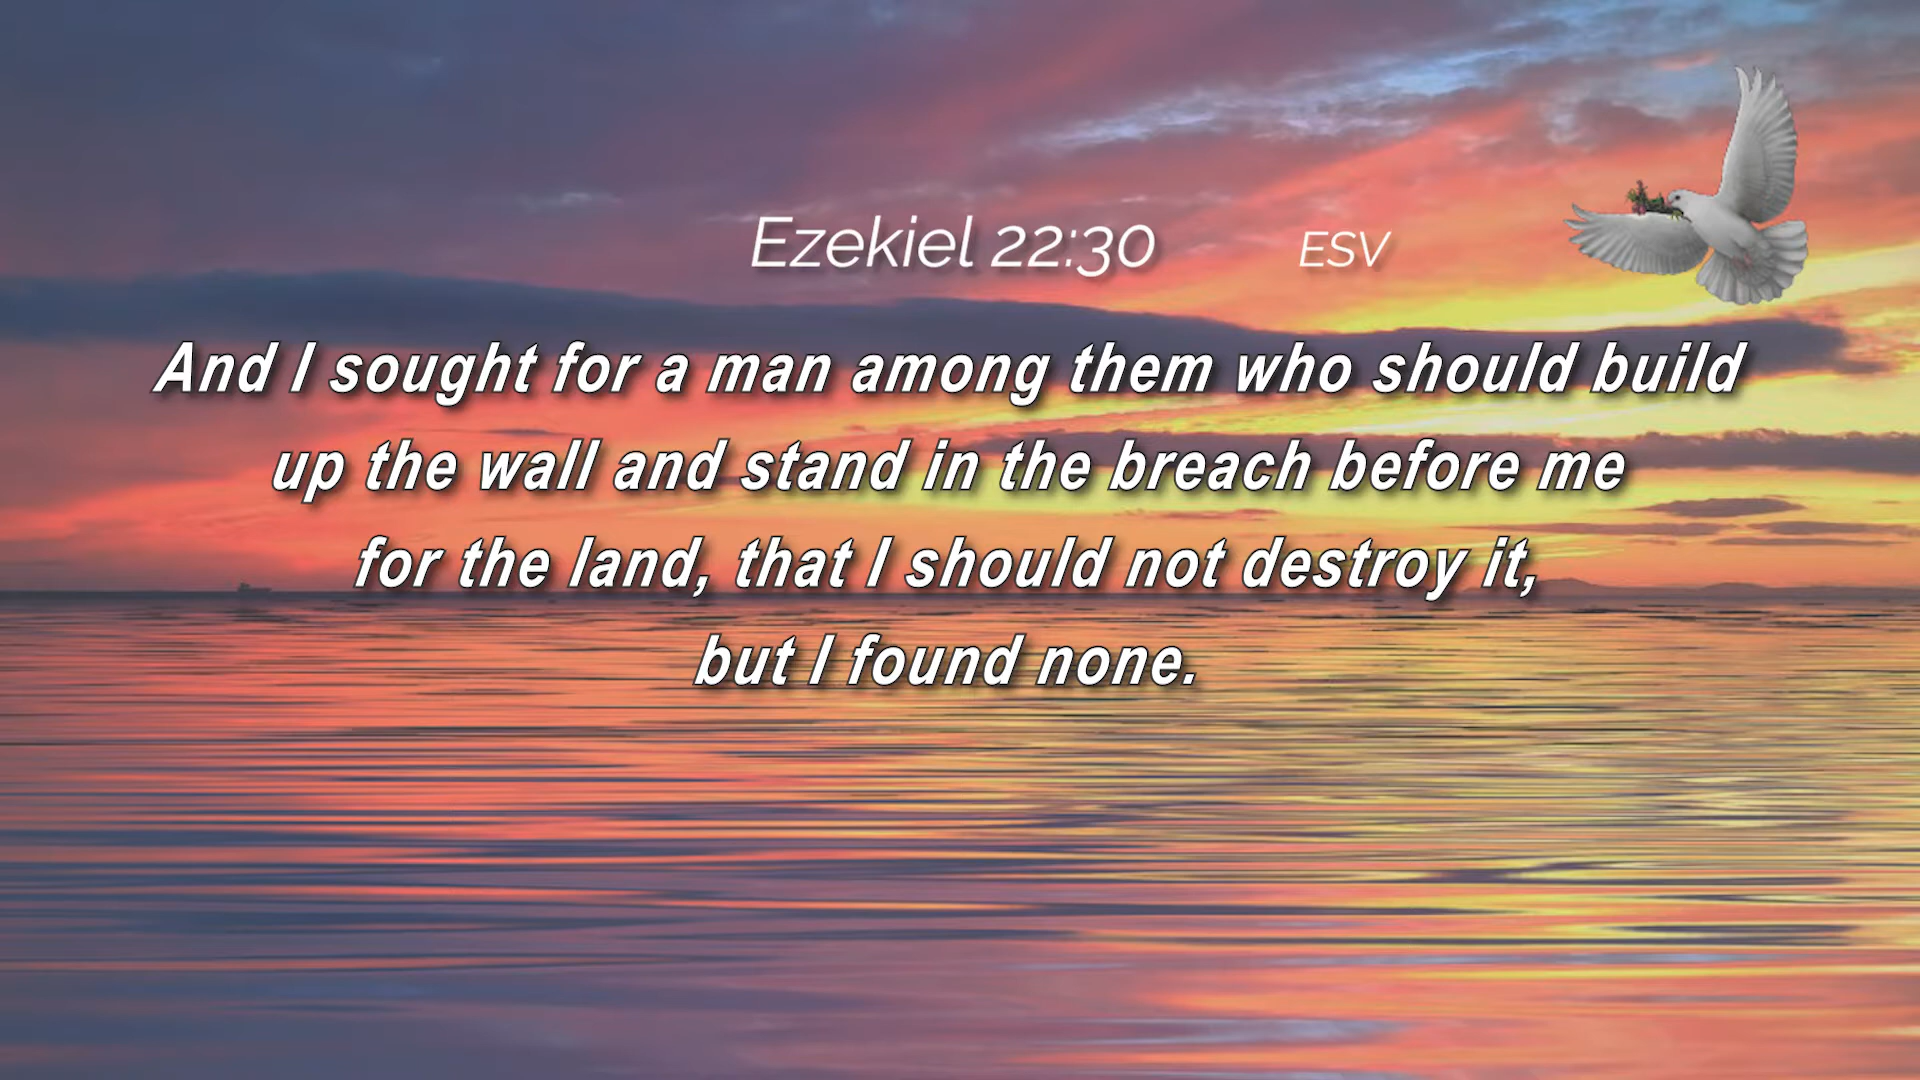 Ezekiel 22:30 ESV
And I sought for a man among them who should build
up the wall and stand in the breach before me
for the land, that I should not destroy it,
but I found none.